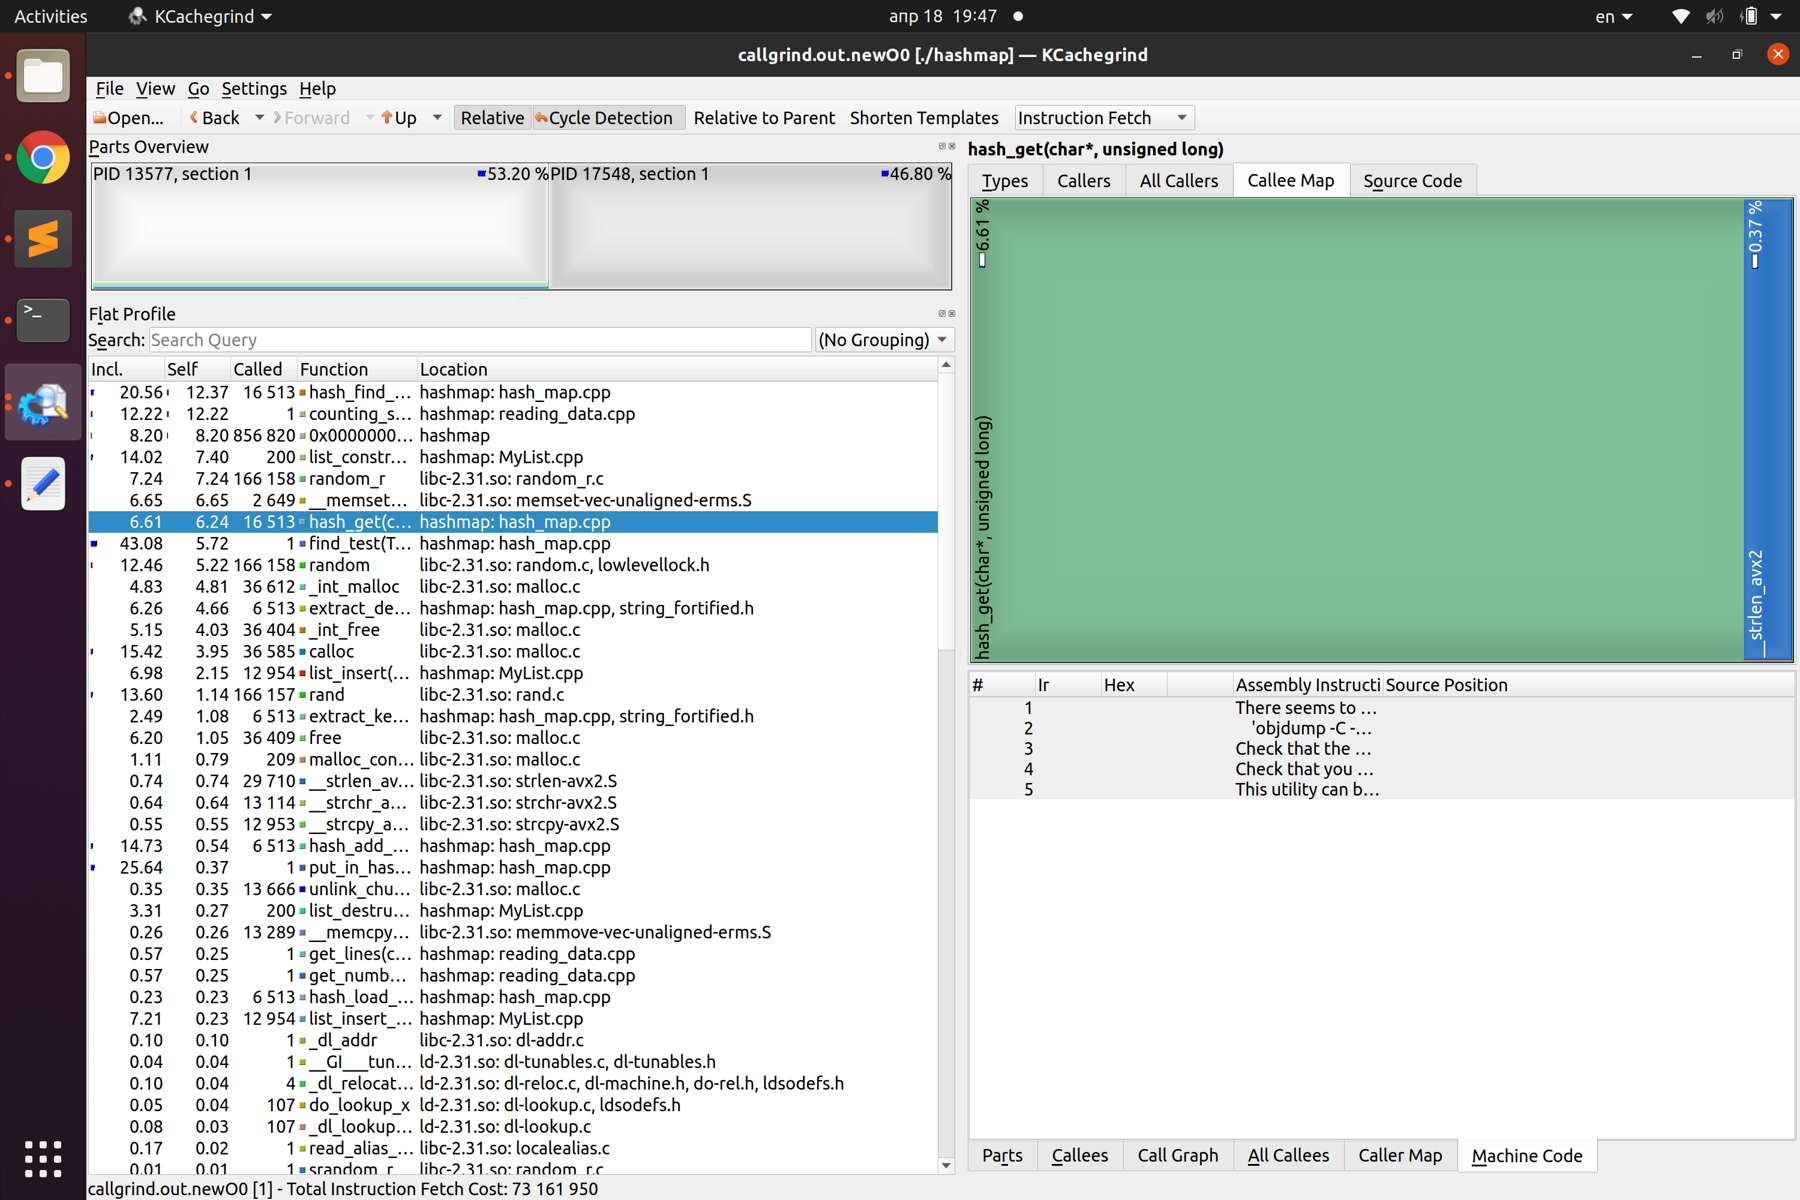 Activities
KCachegrind
апр 18 19:47
en
callgrind.out.newO0 [./hashmap] — KCachegrind
File View Go Settings Help
Open... Back Forward Up Relative Cycle Detection Relative to Parent Shorten Templates Instruction Fetch
Parts Overview
PID 13577, section 1 53.20 %
PID 17548, section 1 46.80 %
Flat Profile
Search: Search Query (No Grouping)
Incl. Self Called Function Location
20.56 12.37 16 513 hash_find_... hashmap: hash_map.cpp
12.22 12.22 1 counting_s... hashmap: reading_data.cpp
8.20 8.20 856 820 0x0000000... hashmap
14.02 7.40 200 list_constr... hashmap: MyList.cpp
7.24 7.24 166 158 random_r libc-2.31.so: random_r.c
6.65 6.65 2 649 __memset... libc-2.31.so: memset-vec-unaligned-erms.S
6.61 6.24 16 513 hash_get(c... hashmap: hash_map.cpp
43.08 5.72 1 find_test(T... hashmap: hash_map.cpp
12.46 5.22 166 158 random libc-2.31.so: random.c, lowlevellock.h
4.83 4.81 36 612 _int_malloc libc-2.31.so: malloc.c
6.26 4.66 6 513 extract_de... hashmap: hash_map.cpp, string_fortified.h
5.15 4.03 36 404 _int_free libc-2.31.so: malloc.c
15.42 3.95 36 585 calloc libc-2.31.so: malloc.c
6.98 2.15 12 954 list_insert(... hashmap: MyList.cpp
13.60 1.14 166 157 rand libc-2.31.so: rand.c
2.49 1.08 6 513 extract_ke... hashmap: hash_map.cpp, string_fortified.h
6.20 1.05 36 409 free libc-2.31.so: malloc.c
1.11 0.79 209 malloc_con... libc-2.31.so: malloc.c
0.74 0.74 29 710 __strlen_av... libc-2.31.so: strlen-avx2.S
0.64 0.64 13 114 __strchr_a... libc-2.31.so: strchr-avx2.S
0.55 0.55 12 953 __strcpy_a... libc-2.31.so: strcpy-avx2.S
14.73 0.54 6 513 hash_add_... hashmap: hash_map.cpp
25.64 0.37 1 put_in_has... hashmap: hash_map.cpp
0.35 0.35 13 666 unlink_chu... libc-2.31.so: malloc.c
3.31 0.27 200 list_destru... hashmap: MyList.cpp
0.26 0.26 13 289 __memcpy... libc-2.31.so: memmove-vec-unaligned-erms.S
0.57 0.25 1 get_lines(c... hashmap: reading_data.cpp
0.57 0.25 1 get_numb... hashmap: reading_data.cpp
0.23 0.23 6 513 hash_load_... hashmap: hash_map.cpp
7.21 0.23 12 954 list_insert_... hashmap: MyList.cpp
0.10 0.10 1 _dl_addr libc-2.31.so: dl-addr.c
0.04 0.04 1 __GI___tun... ld-2.31.so: dl-tunables.c, dl-tunables.h
0.10 0.04 4 _dl_relocat... ld-2.31.so: dl-reloc.c, dl-machine.h, do-rel.h, ldsodefs.h
0.05 0.04 107 do_lookup_x ld-2.31.so: dl-lookup.c, ldsodefs.h
0.08 0.03 107 _dl_lookup... ld-2.31.so: dl-lookup.c
0.17 0.02 1 read_alias_... libc-2.31.so: localealias.c
0.01 0.01 1 srandom_r libc-2.31.so: random_r.c
callgrind.out.newO0 [1] - Total Instruction Fetch Cost: 73 161 950
hash_get(char*, unsigned long)
Types Callers All Callers Callee Map Source Code
hash_get(char*, unsigned long) 6.61 %
__strlen_avx2 0.37 %
# Ir Hex Assembly Instructi Source Position
1 There seems to ...
2 'objdump -C -...
3 Check that the ...
4 Check that you ...
5 This utility can b...
Parts Callees Call Graph All Callees Caller Map Machine Code